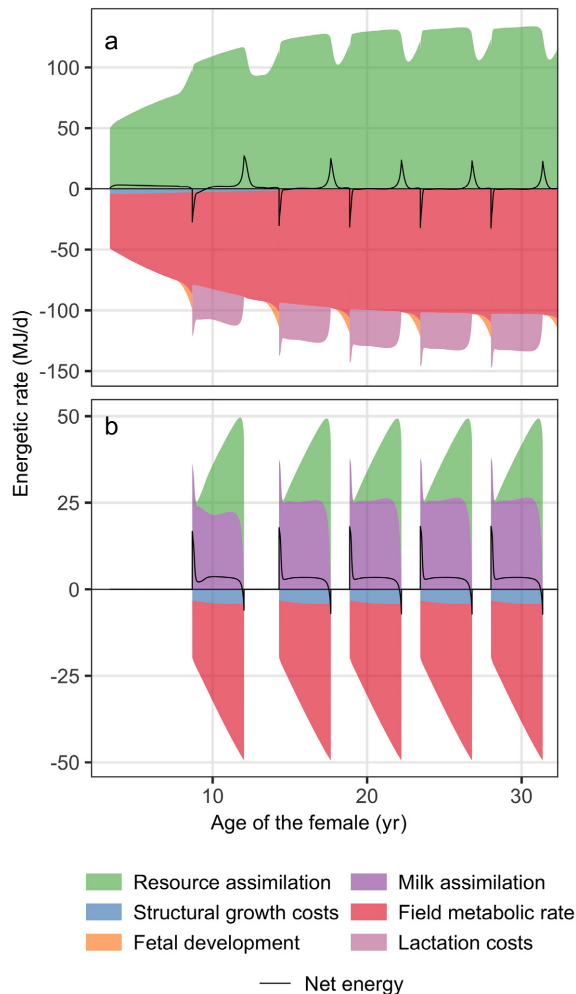 a
100
50
0
-50
-100
-150
Energetic rate (MJ/d)
b
50
25
0
-25
-50
10 20 30
Age of the female (yr)
Resource assimilation Milk assimilation
Structural growth costs Field metabolic rate
Fetal development Lactation costs
Net energy